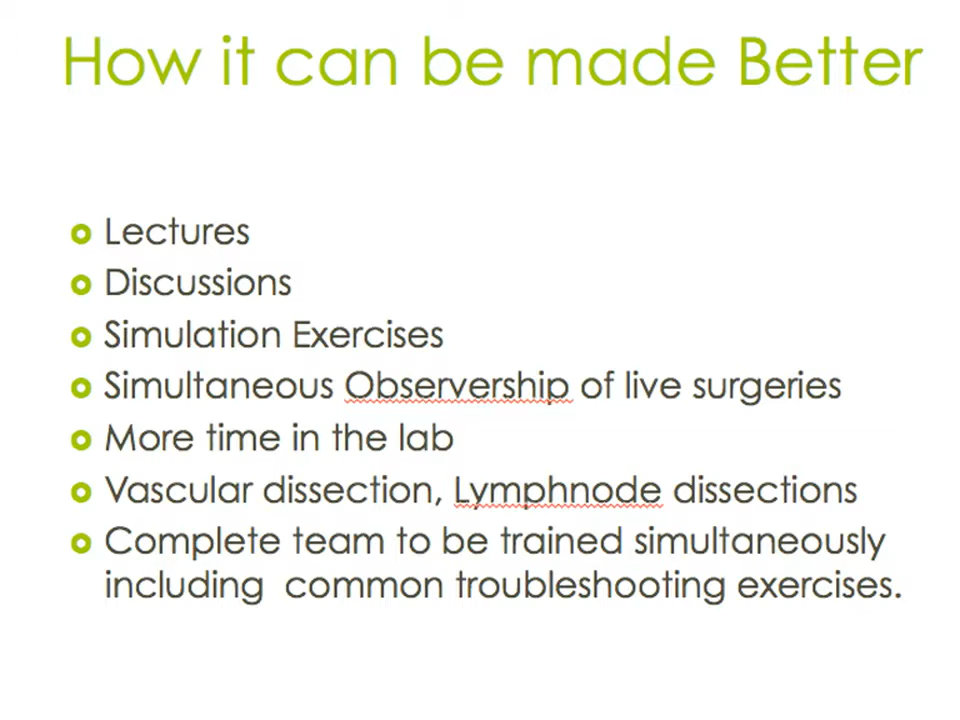 How it can be made Better
Lectures
Discussions
Simulation Exercises
Simultaneous Observership of live surgeries
More time in the lab
Vascular dissection, Lymphnode dissections
Complete team to be trained simultaneously
including common troubleshooting exercises.